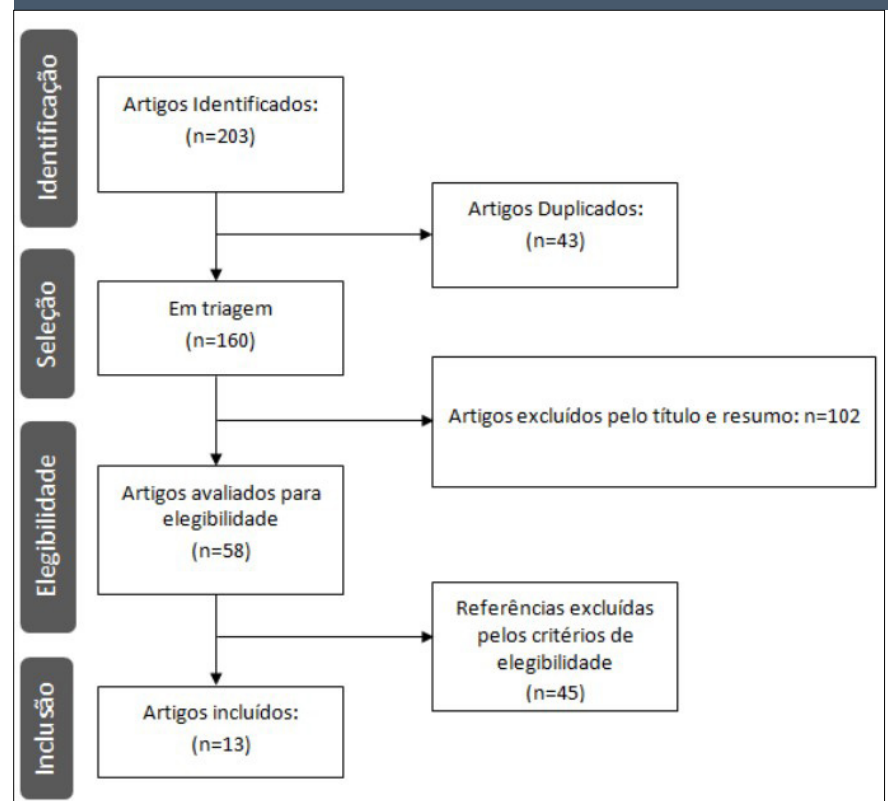 Identificação
Artigos Identificados:
(n=203)
Artigos Duplicados:
(n=43)
Seleção
Em triagem
(n=160)
Artigos excluídos pelo título e resumo: n=102
Elegibilidade
Artigos avaliados para
elegibilidade
(n=58)
Referências excluídas
pelos critérios de
elegibilidade
(n=45)
Inclusão
Artigos incluídos:
(n=13)